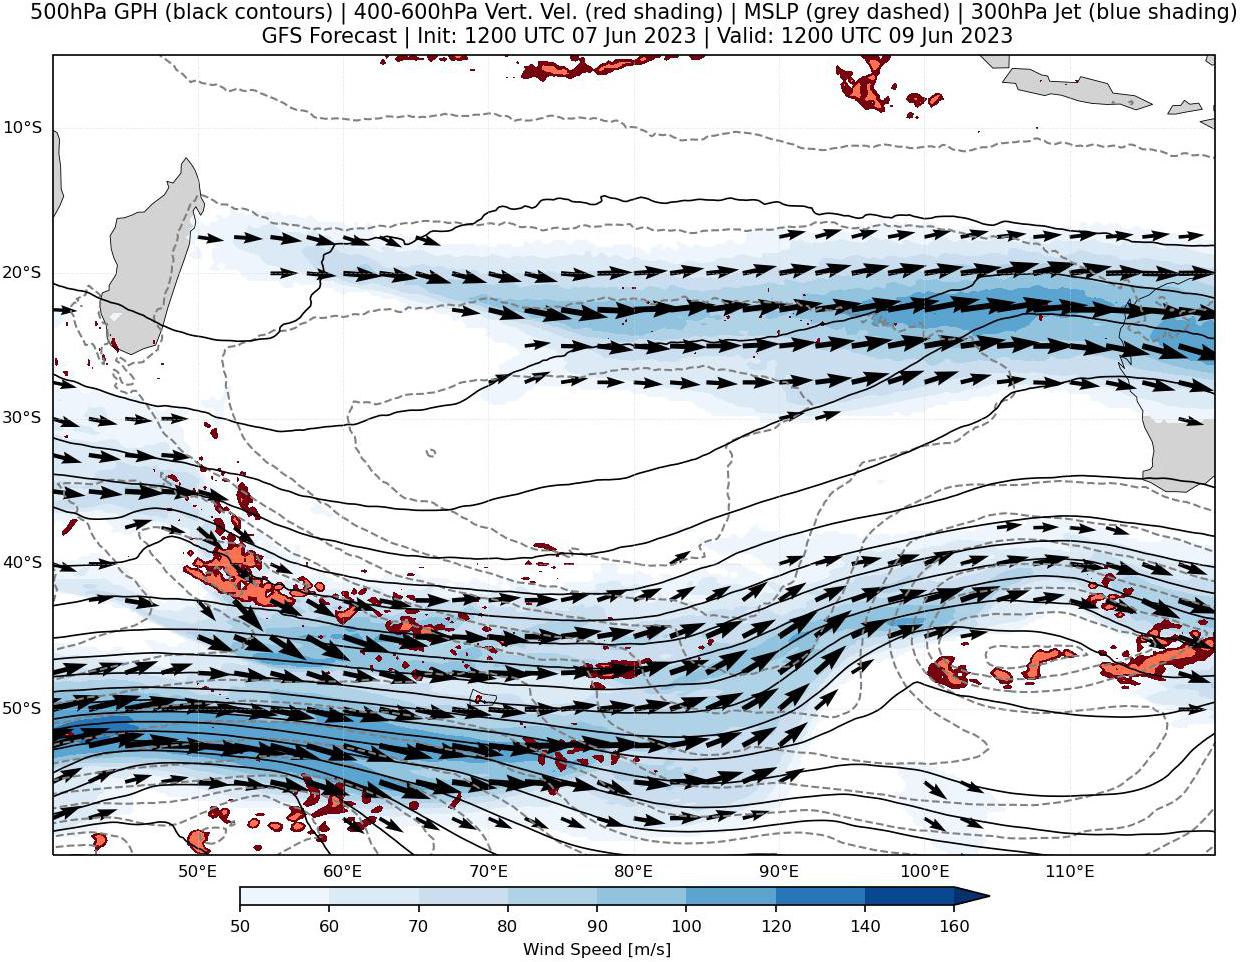 500hPa GPH (black contours) | 400-600hPa Vert. Vel. (red shading) | MSLP (grey dashed) | 300hPa Jet (blue shading)
GFS Forecast | Init: 1200 UTC 07 Jun 2023 | Valid: 1200 UTC 09 Jun 2023
10°S
20°S
30°S
40°S
50°S
50°E 60°E 70°E 80°E 90°E 100°E 110°E
50 60 70 80 90 100 120 140 160
Wind Speed [m/s]